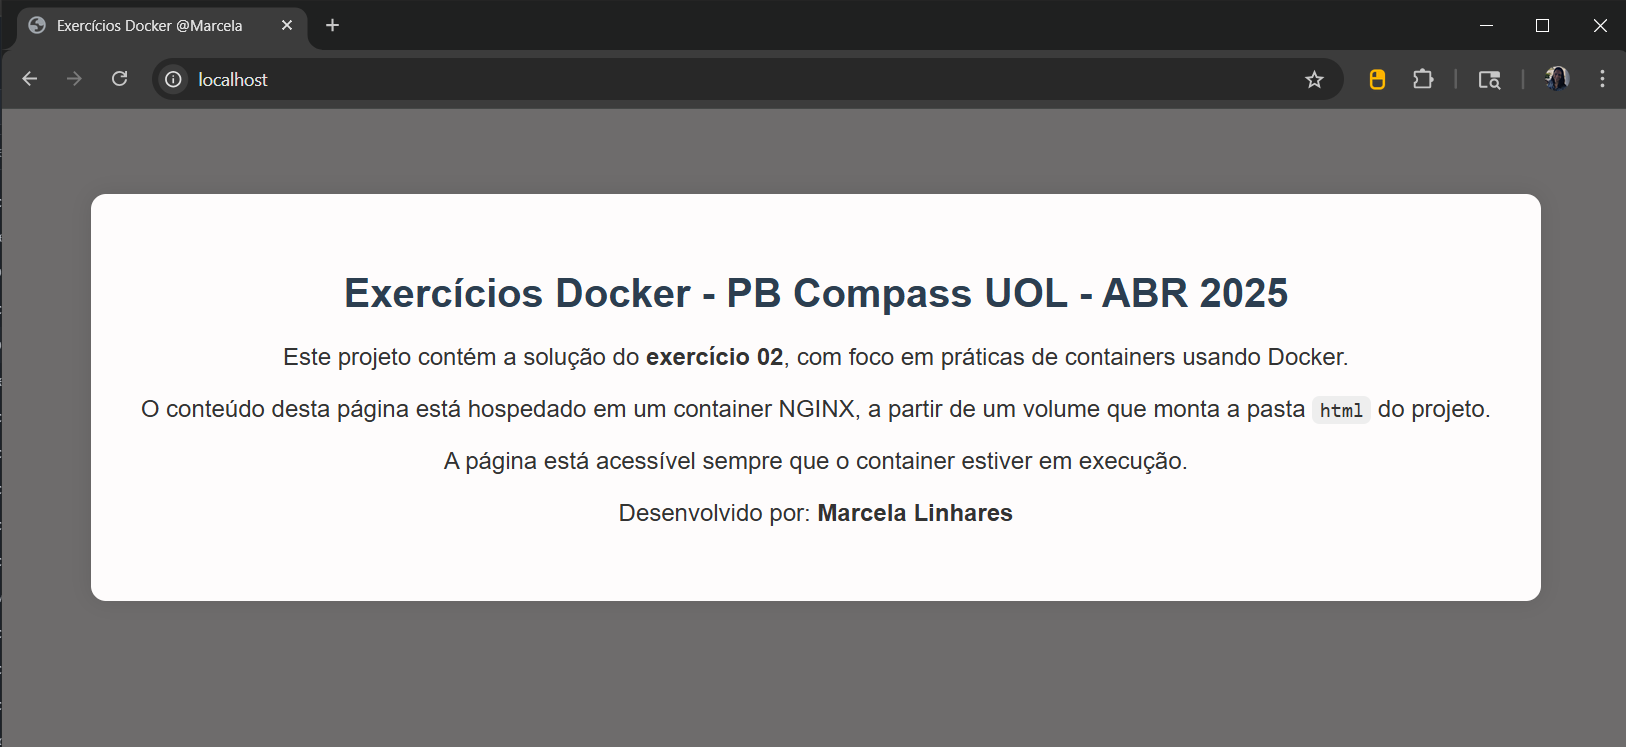 Exercícios Docker @Marcela
localhost
Exercícios Docker - PB Compass UOL - ABR 2025
Este projeto contém a solução do exercício 02, com foco em práticas de containers usando Docker.
O conteúdo desta página está hospedado em um container NGINX, a partir de um volume que monta a pasta html do projeto.
A página está acessível sempre que o container estiver em execução.
Desenvolvido por: Marcela Linhares